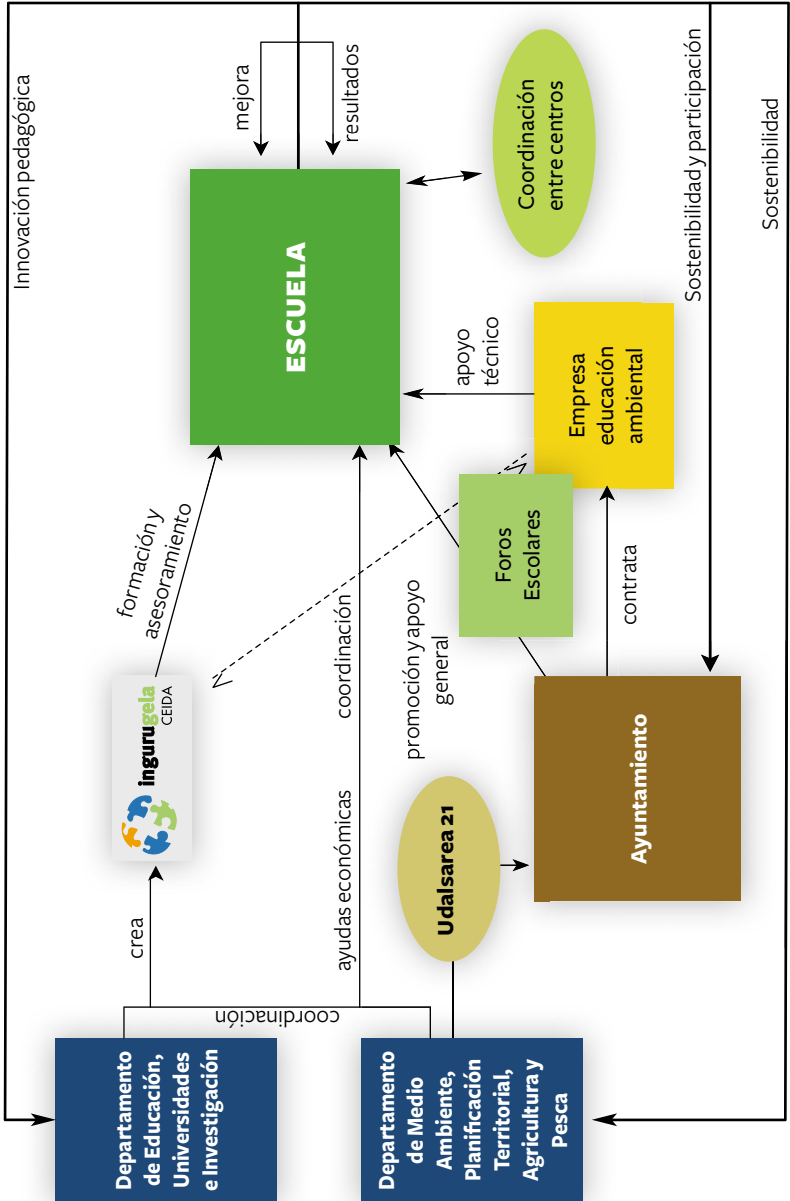 Innovación pedagógica
mejora
resultados
ESCUELA
Coordinación
entre centros
Sostenibilidad y participación
Sostenibilidad
apoyo
técnico
Empresa
educación
ambiental
formación y
asesoramiento
ingurugela
CEIDA
coordinación
Foros
Escolares
contrata
promoción y apoyo
general
crea
ayudas económicas
Udalsarea 21
Ayuntamiento
coordinación
Departamento
de Educación,
Universidades
e Investigación
Departamento
de Medio
Ambiente,
Planificación
Territorial,
Agricultura y
Pesca